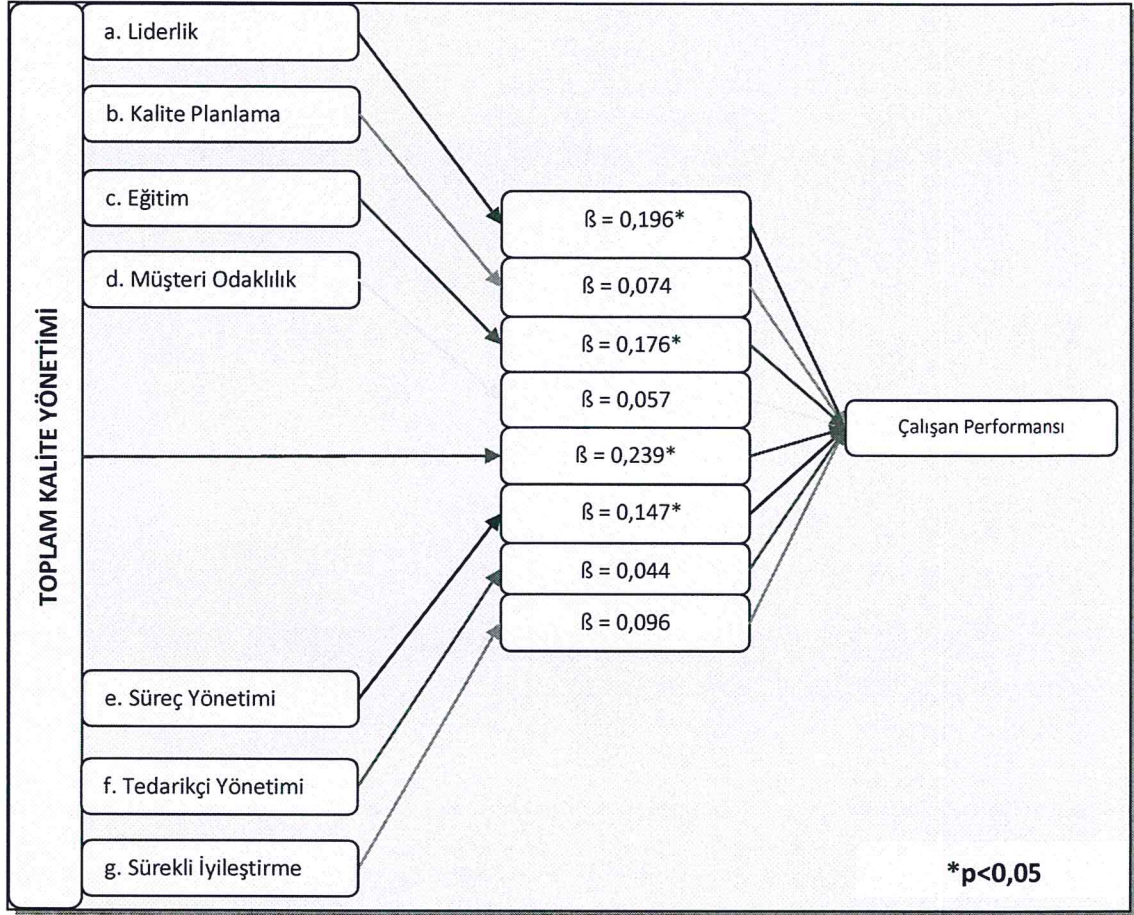 TOPLAM KALİTE YÖNETİMİ
a. Liderlik
b. Kalite Planlama
c. Eğitim
d. Müşteri Odaklılık
e. Süreç Yönetimi
f. Tedarikçi Yönetimi
g. Sürekli İyileştirme
ß = 0,196*
ß = 0,074
ß = 0,176*
ß = 0,057
ß = 0,239*
ß = 0,147*
ß = 0,044
ß = 0,096
Çalışan Performansı
*p<0,05